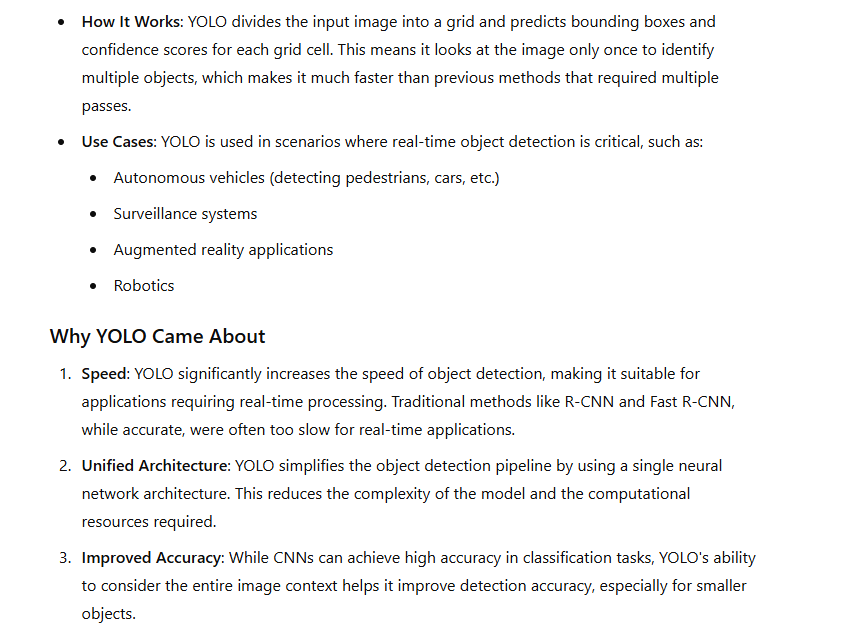 • How It Works: YOLO divides the input image into a grid and predicts bounding boxes and
confidence scores for each grid cell. This means it looks at the image only once to identify
multiple objects, which makes it much faster than previous methods that required multiple
passes.
• Use Cases: YOLO is used in scenarios where real-time object detection is critical, such as:
• Autonomous vehicles (detecting pedestrians, cars, etc.)
• Surveillance systems
• Augmented reality applications
• Robotics
Why YOLO Came About
1. Speed: YOLO significantly increases the speed of object detection, making it suitable for
applications requiring real-time processing. Traditional methods like R-CNN and Fast R-CNN,
while accurate, were often too slow for real-time applications.
2. Unified Architecture: YOLO simplifies the object detection pipeline by using a single neural
network architecture. This reduces the complexity of the model and the computational
resources required.
3. Improved Accuracy: While CNNs can achieve high accuracy in classification tasks, YOLO's ability
to consider the entire image context helps it improve detection accuracy, especially for smaller
objects.